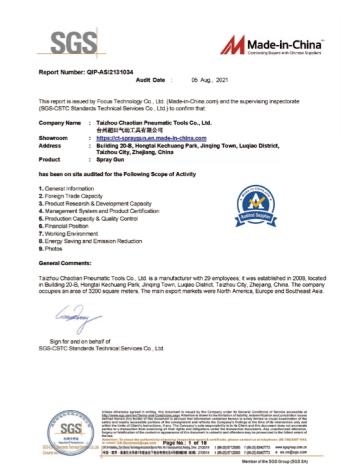 SGS
Made-in-China
Connecting Buyers with Chinese Suppliers
Report Number: QIP-ASI2131034
Audit Date : 05 Aug., 2021
This report is issued by Focus Technology Co., Ltd. (Made-in-China.com) and the supervising inspectorate
(SGS-CSTC Standards Technical Services Co., Ltd.) to confirm that:
Company Name : Taizhou Chaotian Pneumatic Tools Co., Ltd.
台州超田气动工具有限公司
Showroom : https://ct-spraygun.en.made-in-china.com
Address : Building 20-B, Hongtai Kechuang Park, Jinqing Town, Luqiao District,
Taizhou City, Zhejiang, China
Product : Spray Gun
has been on site audited for the Following Scope of Activity
1. General Information
2. Foreign Trade Capacity
3. Product Research & Development Capacity
4. Management System and Product Certification
5. Production Capacity & Quality Control
6. Financial Position
7. Working Environment
8. Energy Saving and Emission Reduction
9. Photos
Audited Supplier
General Comments:
Taizhou Chaotian Pneumatic Tools Co., Ltd. is a manufacturer with 29 employees; it was established in 2008, located
in Building 20-B, Hongtai Kechuang Park, Jinqing Town, Luqiao District, Taizhou City, Zhejiang, China. The company
occupies an area of 3200 square meters. The main export markets were North America, Europe and Southeast Asia.
Sign for and on behalf of
SGS-CSTC Standards Technical Services Co., Ltd.
SGS
Page No.: 1 of 18
Member of the SGS Group (SGS SA)